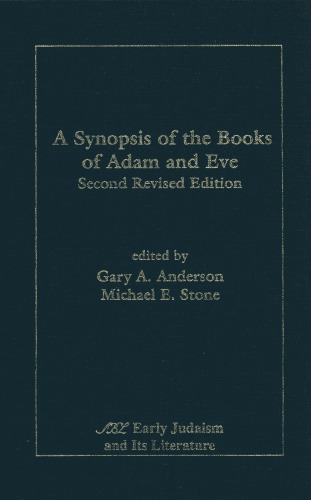 A Synopsis of the Books
of Adam and Eve
Second Revised Edition
edited by
Gary A. Anderson
Michael E. Stone
SBL Early Judaism
and Its Literature